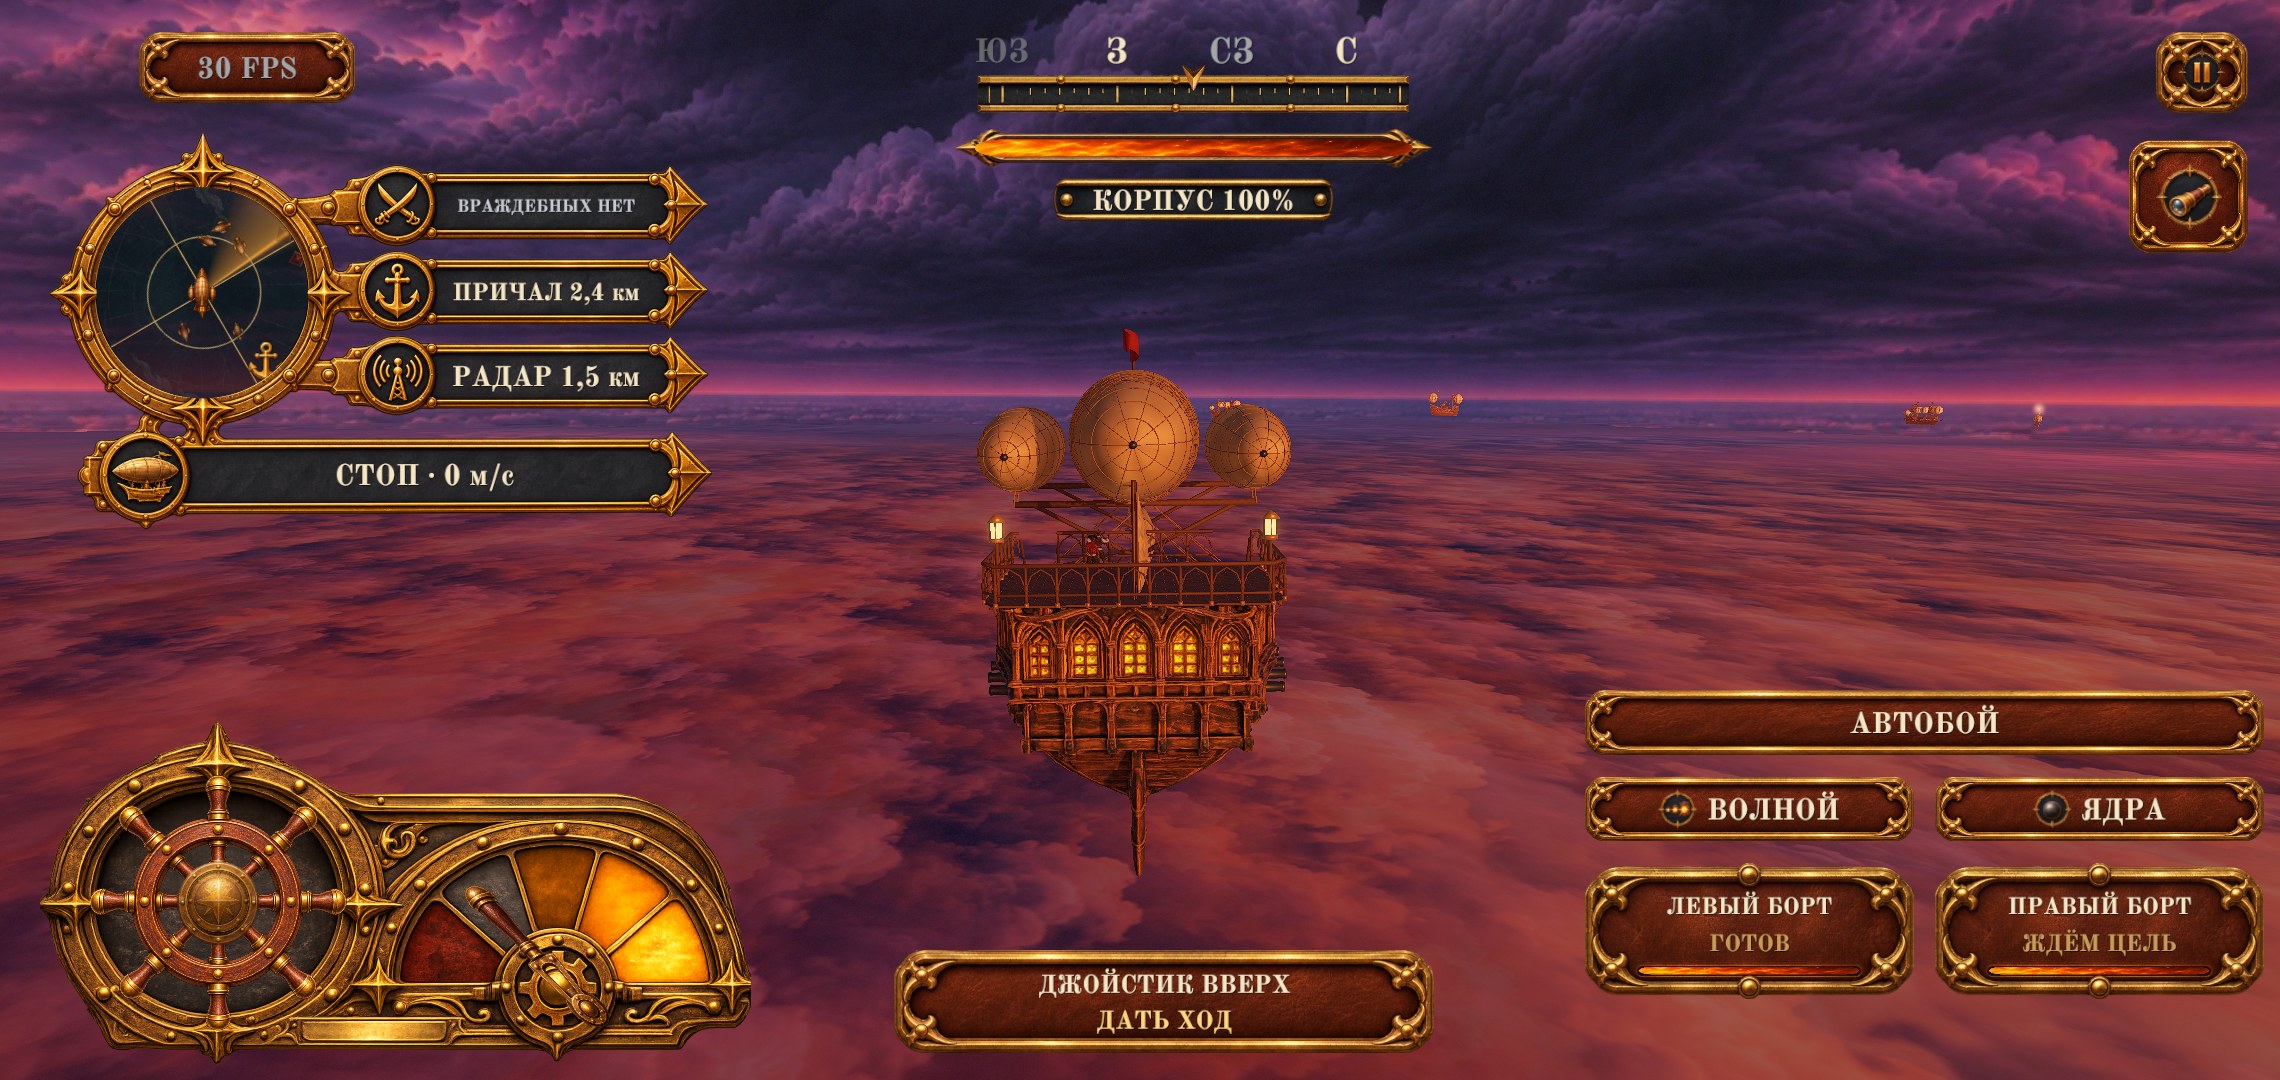 30 FPS
ЮЗ З СЗ С
КОРПУС 100%
ВРАЖДЕБНЫХ НЕТ
ПРИЧАЛ 2,4 км
РАДАР 1,5 км
СТОП · 0 м/с
АВТОБОЙ
ВОЛНОЙ
ЯДРА
ЛЕВЫЙ БОРТ
ГОТОВ
ПРАВЫЙ БОРТ
ЖДЁМ ЦЕЛЬ
ДЖОЙСТИК ВВЕРХ
ДАТЬ ХОД